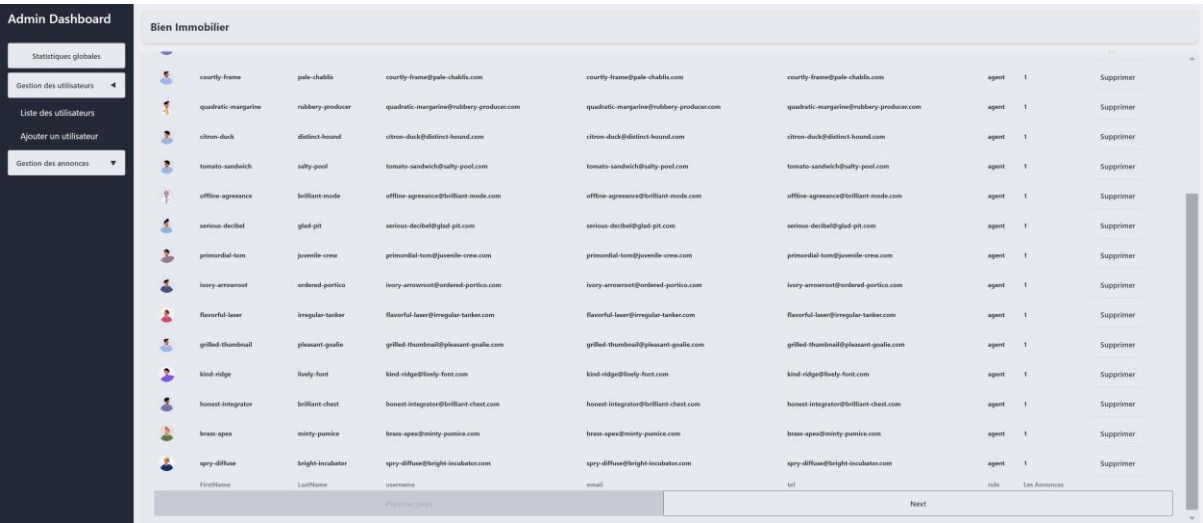 Admin Dashboard
Statistiques globales
Gestion des utilisateurs ◀
Liste des utilisateurs
Ajouter un utilisateur
Gestion des annonces ▼
Bien Immobilier
courtly-frame pale-chablis courtly-frame@pale-chablis.com courtly-frame@pale-chablis.com courtly-frame@pale-chablis.com agent 1 Supprimer
quadratic-margarine rubbery-producer quadratic-margarine@rubbery-producer.com quadratic-margarine@rubbery-producer.com quadratic-margarine@rubbery-producer.com agent 1 Supprimer
citron-duck distinct-hound citron-duck@distinct-hound.com citron-duck@distinct-hound.com citron-duck@distinct-hound.com agent 1 Supprimer
tomato-sandwich salty-pool tomato-sandwich@salty-pool.com tomato-sandwich@salty-pool.com tomato-sandwich@salty-pool.com agent 1 Supprimer
offline-agreeance brilliant-mode offline-agreeance@brilliant-mode.com offline-agreeance@brilliant-mode.com offline-agreeance@brilliant-mode.com agent 1 Supprimer
serious-decibel glad-pit serious-decibel@glad-pit.com serious-decibel@glad-pit.com serious-decibel@glad-pit.com agent 1 Supprimer
primordial-tom juvenile-crew primordial-tom@juvenile-crew.com primordial-tom@juvenile-crew.com primordial-tom@juvenile-crew.com agent 1 Supprimer
ivory-arrowroot ordered-portico ivory-arrowroot@ordered-portico.com ivory-arrowroot@ordered-portico.com ivory-arrowroot@ordered-portico.com agent 1 Supprimer
flavorful-laser irregular-tanker flavorful-laser@irregular-tanker.com flavorful-laser@irregular-tanker.com flavorful-laser@irregular-tanker.com agent 1 Supprimer
grilled-thumbnail pleasant-goalie grilled-thumbnail@pleasant-goalie.com grilled-thumbnail@pleasant-goalie.com grilled-thumbnail@pleasant-goalie.com agent 1 Supprimer
kind-ridge lively-font kind-ridge@lively-font.com kind-ridge@lively-font.com kind-ridge@lively-font.com agent 1 Supprimer
honest-integrator brilliant-chest honest-integrator@brilliant-chest.com honest-integrator@brilliant-chest.com honest-integrator@brilliant-chest.com agent 1 Supprimer
brass-apex minty-pumice brass-apex@minty-pumice.com brass-apex@minty-pumice.com brass-apex@minty-pumice.com agent 1 Supprimer
spry-diffuse bright-incubator spry-diffuse@bright-incubator.com spry-diffuse@bright-incubator.com spry-diffuse@bright-incubator.com agent 1 Supprimer
FirstName LastName username email tel role Les Annonces
Previous page Next